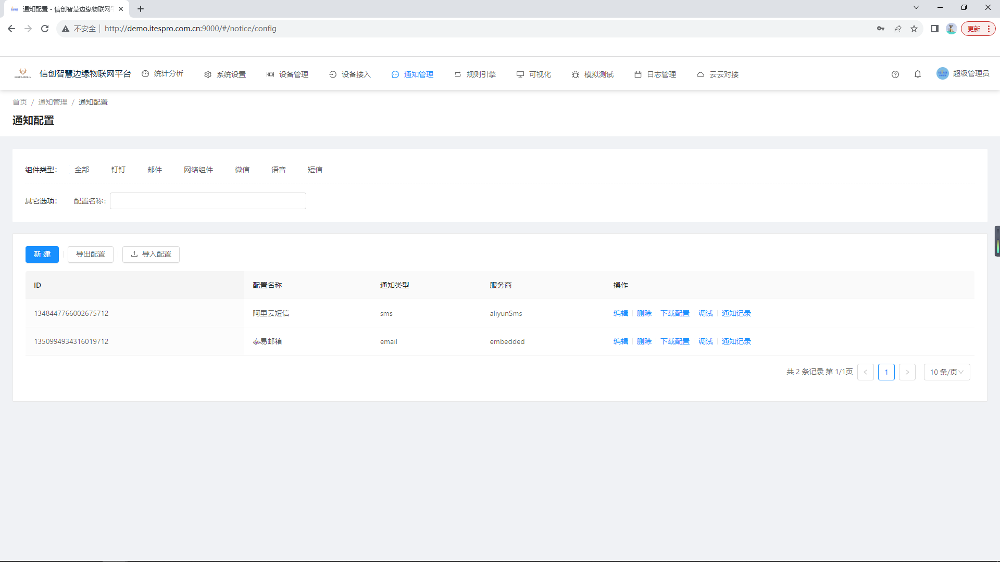 通知配置 - 信创智慧边缘物联网平
不安全 http://demo.itespro.com.cn:9000/#/notice/config 更新
信创智慧边缘物联网平台 统计分析 系统设置 设备管理 设备接入 通知管理 规则引擎 可视化 模拟测试 日志管理 云云对接 超级管理员
首页 / 通知管理 / 通知配置
通知配置
组件类型: 全部 钉钉 邮件 网络组件 微信 语音 短信
其它选项: 配置名称:
新 建 导出配置 导入配置
ID 配置名称 通知类型 服务商 操作
1348447766002675712 阿里云短信 sms aliyunSms 编辑 删除 下载配置 调试 通知记录
1350994934316019712 泰易邮箱 email embedded 编辑 删除 下载配置 调试 通知记录
共 2 条记录 第 1/1页 < 1 > 10 条/页